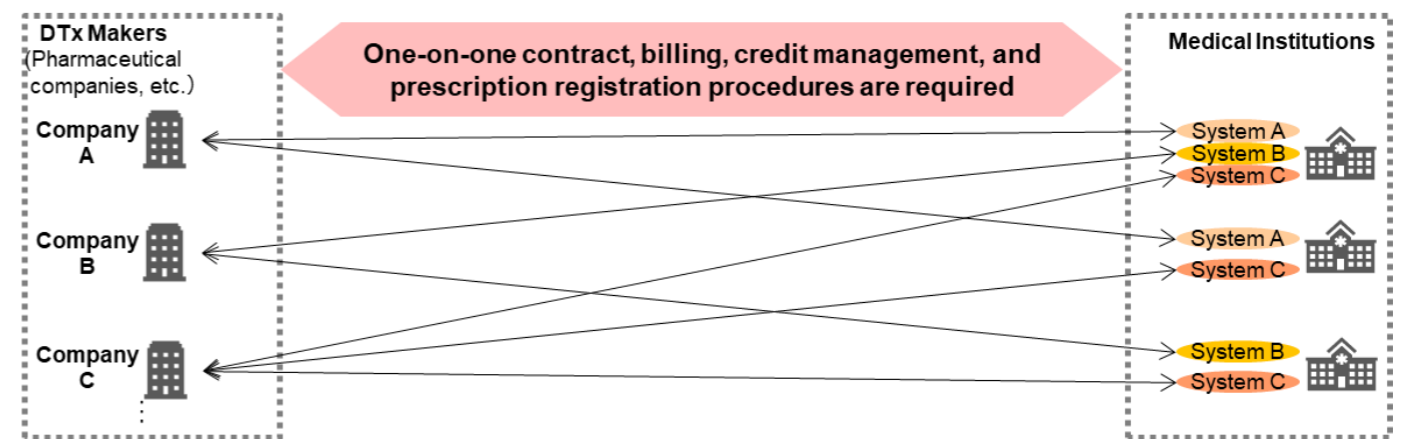 DTx Makers
(Pharmaceutical
companies, etc.)
One-on-one contract, billing, credit management, and
prescription registration procedures are required
Medical Institutions
Company
A
Company
B
Company
C
⋮
System A
System B
System C
System A
System C
System B
System C